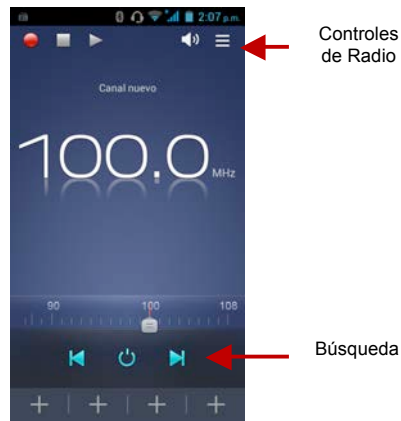 2:07 p.m.
Controles
de Radio
Canal nuevo
100.0 MHz
90 100 108
Búsqueda